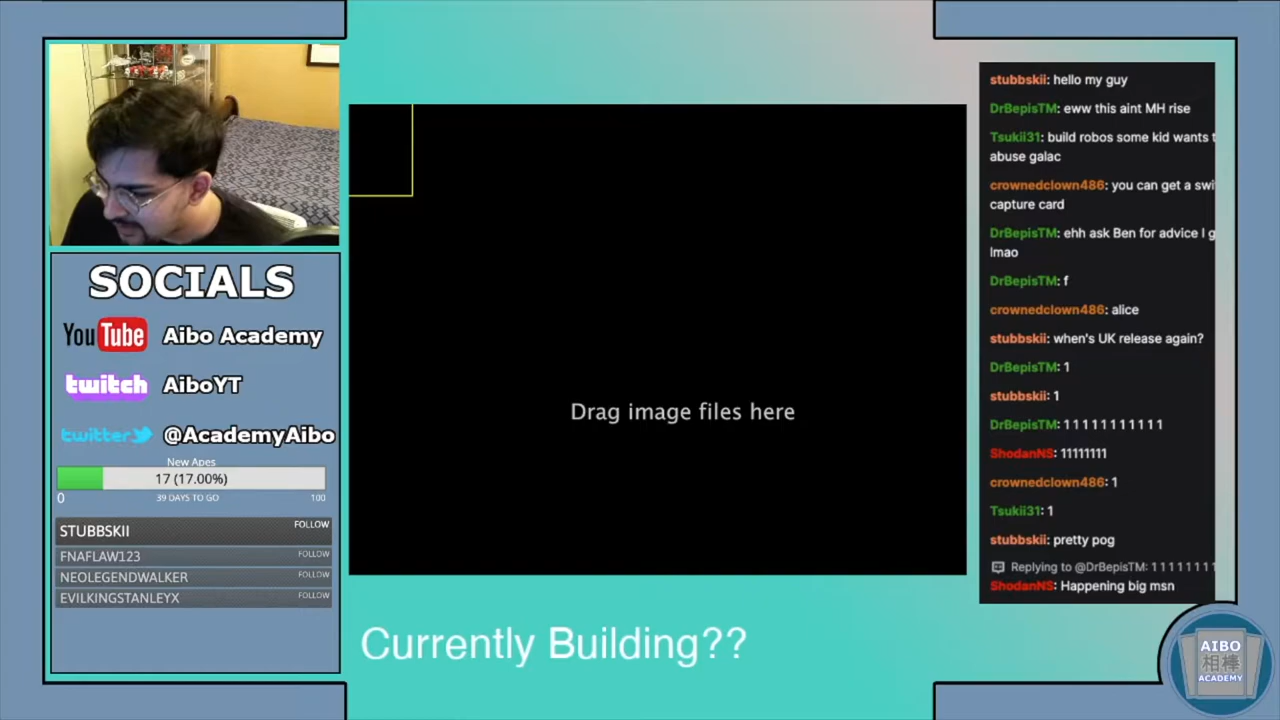 SOCIALS
YouTube Aibo Academy
twitch AiboYT
twitter @AcademyAibo
New Apes
17 (17.00%)
0 39 DAYS TO GO 100
STUBBSKII FOLLOW
FNAFLAW123 FOLLOW
NEOLEGENDWALKER FOLLOW
EVILKINGSTANLEYX FOLLOW
Drag image files here
Currently Building??
stubbskii: hello my guy
DrBepisTM: eww this aint MH rise
Tsukii31: build robos some kid wants t
abuse galac
crownedclown486: you can get a swi
capture card
DrBepisTM: ehh ask Ben for advice I g
lmao
DrBepisTM: f
crownedclown486: alice
stubbskii: when's UK release again?
DrBepisTM: 1
stubbskii: 1
DrBepisTM: 1 1 1 1 1 1 1 1 1 1 1
ShodanNS: 11111111
crownedclown486: 1
Tsukii31: 1
stubbskii: pretty pog
Replying to @DrBepisTM: 1 1 1 1 1 1 1 1
ShodanNS: Happening big msn
AIBO
相棒
ACADEMY